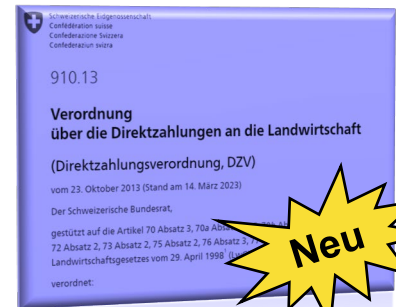 Schweizerische Eidgenossenschaft
Confédération suisse
Confederazione Svizzera
Confederaziun svizra
910.13
Verordnung
über die Direktzahlungen an die Landwirtschaft
(Direktzahlungsverordnung, DZV)
vom 23. Oktober 2013 (Stand am 14. März 2023)
Der Schweizerische Bundesrat,
gestützt auf die Artikel 70 Absatz 3, 70a Absatz
72 Absatz 2, 73 Absatz 2, 75 Absatz 2, 76 Absatz 3,
Landwirtschaftsgesetzes vom 29. April 1998¹
verordnet:
Neu